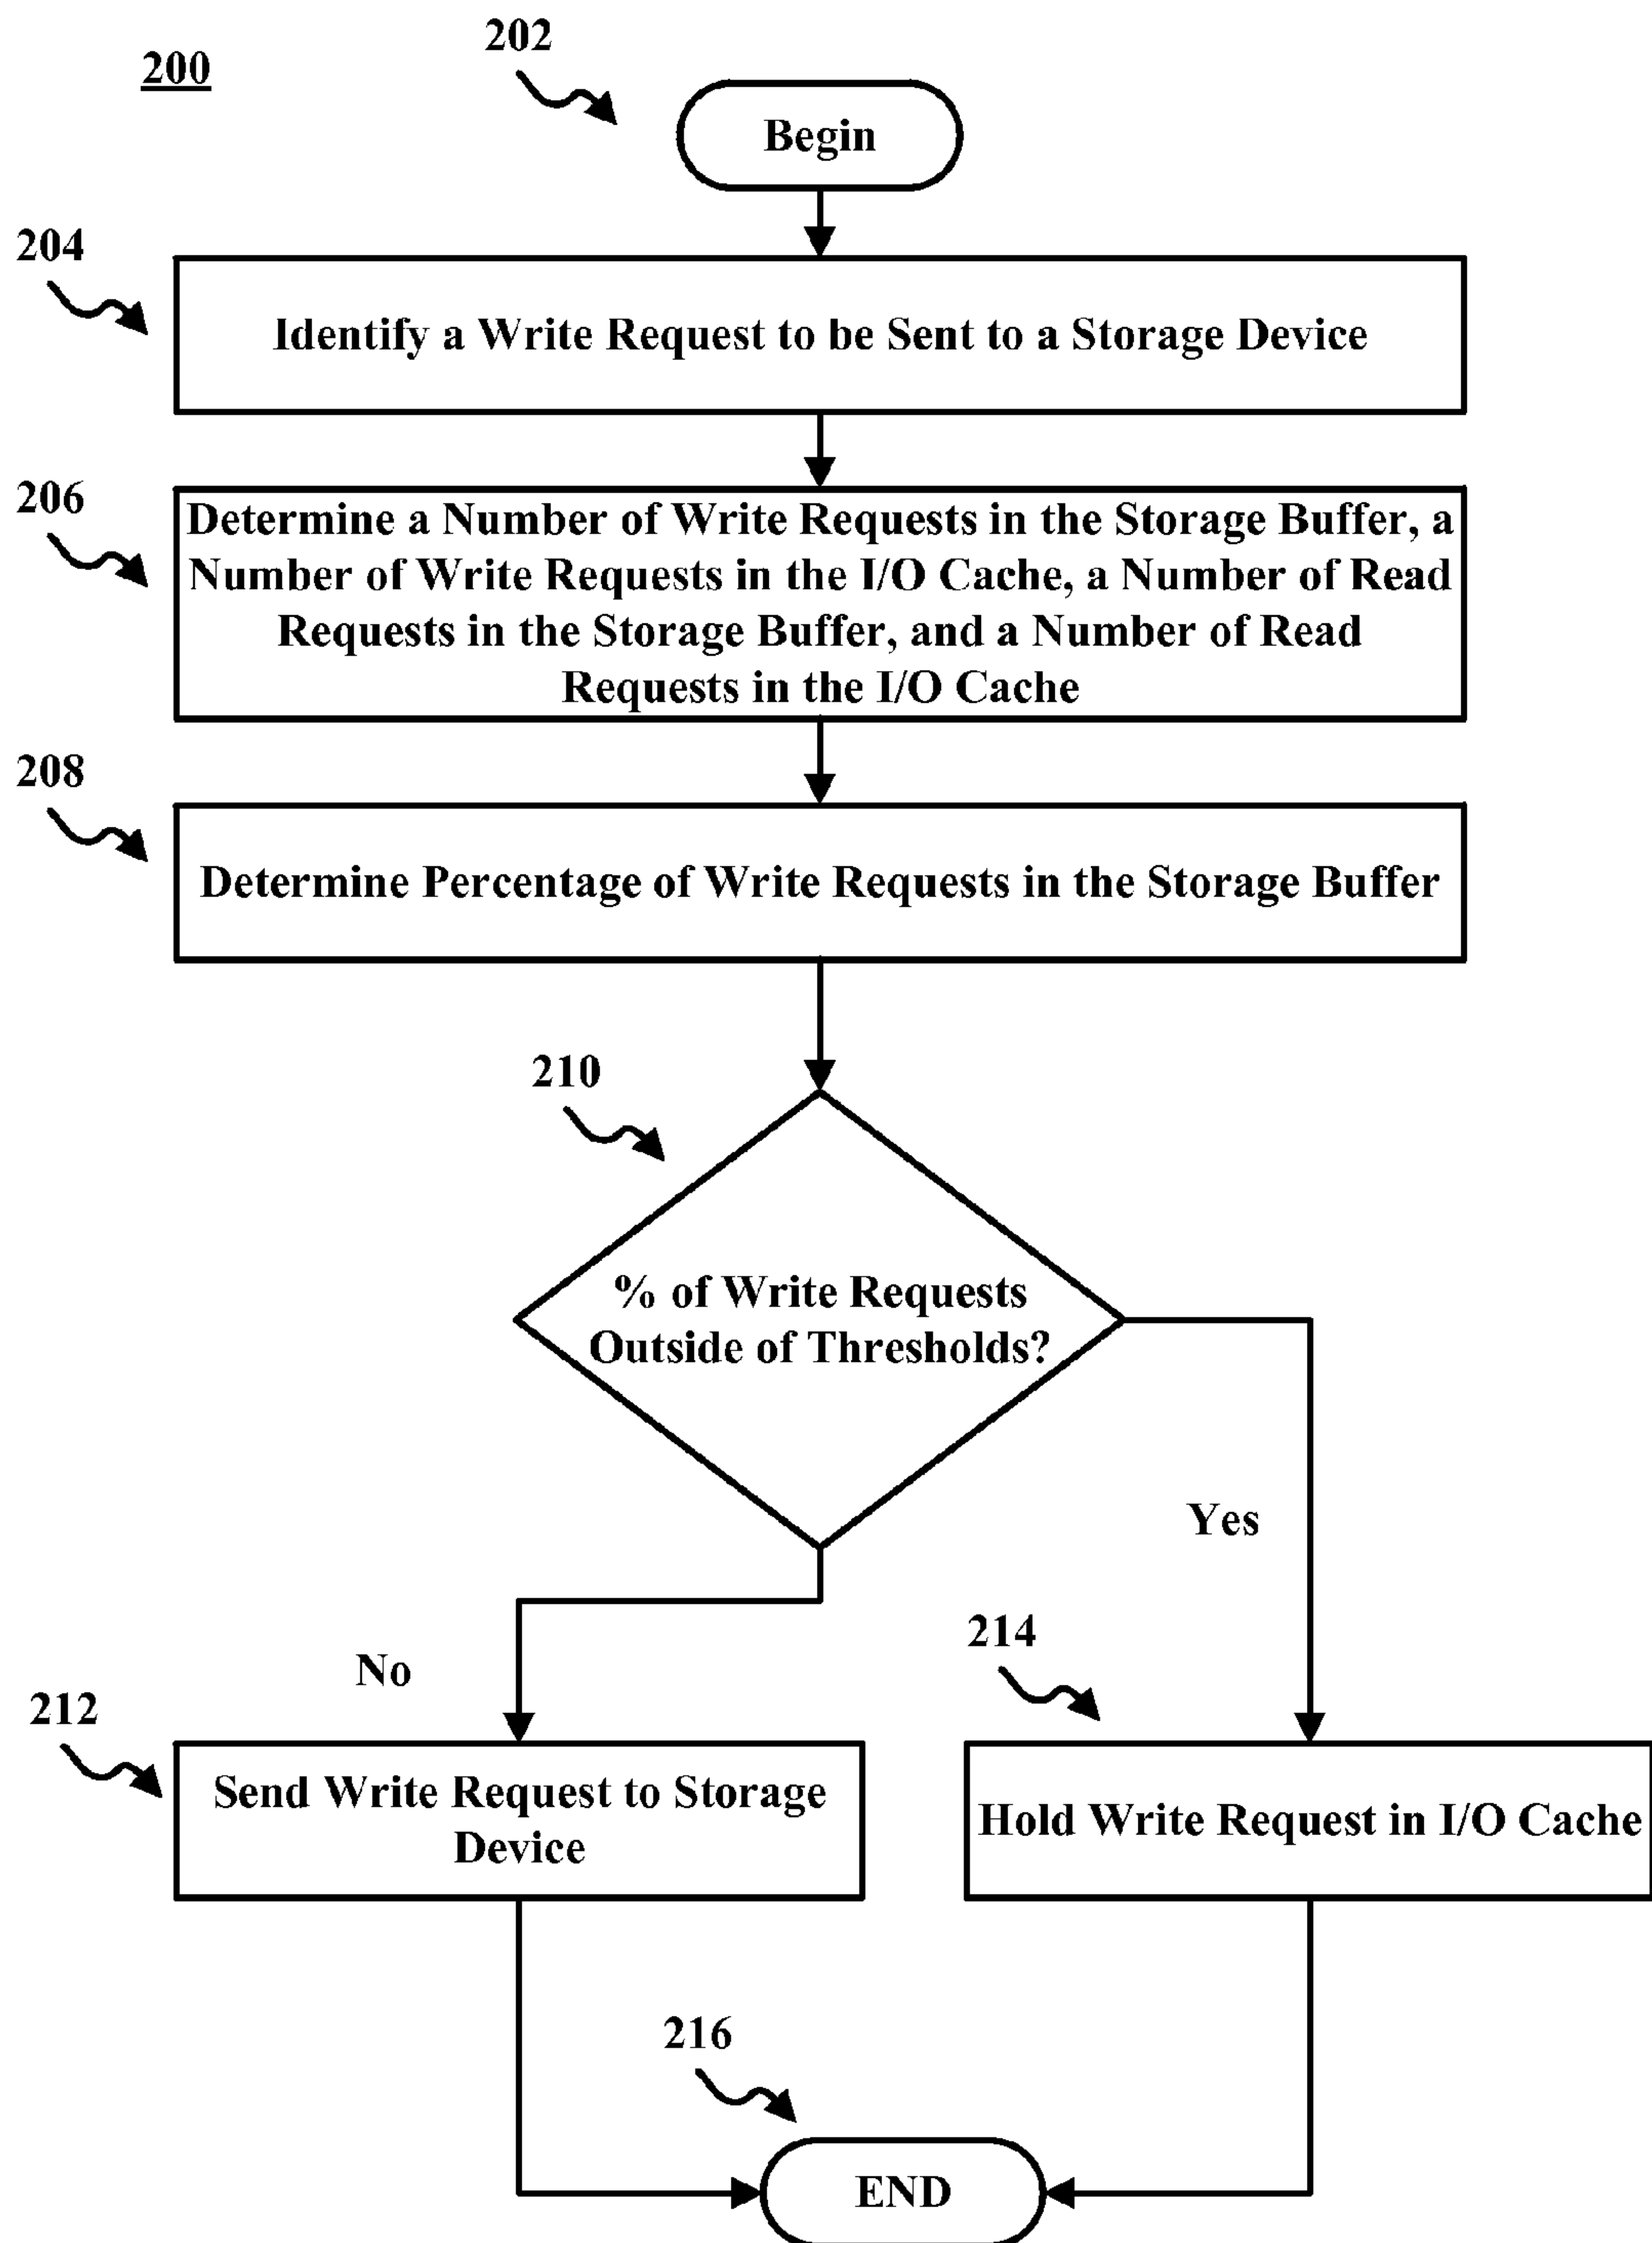 200
202
Begin
204
Identify a Write Request to be Sent to a Storage Device
206
Determine a Number of Write Requests in the Storage Buffer, a
Number of Write Requests in the I/O Cache, a Number of Read
Requests in the Storage Buffer, and a Number of Read
Requests in the I/O Cache
208
Determine Percentage of Write Requests in the Storage Buffer
210
% of Write Requests
Outside of Thresholds?
Yes
No
214
212
Send Write Request to Storage
Device
Hold Write Request in I/O Cache
216
END